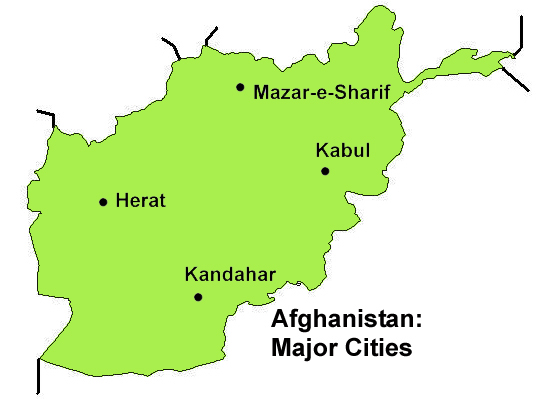 Mazar-e-Sharif
Kabul
Herat
Kandahar
Afghanistan:
Major Cities